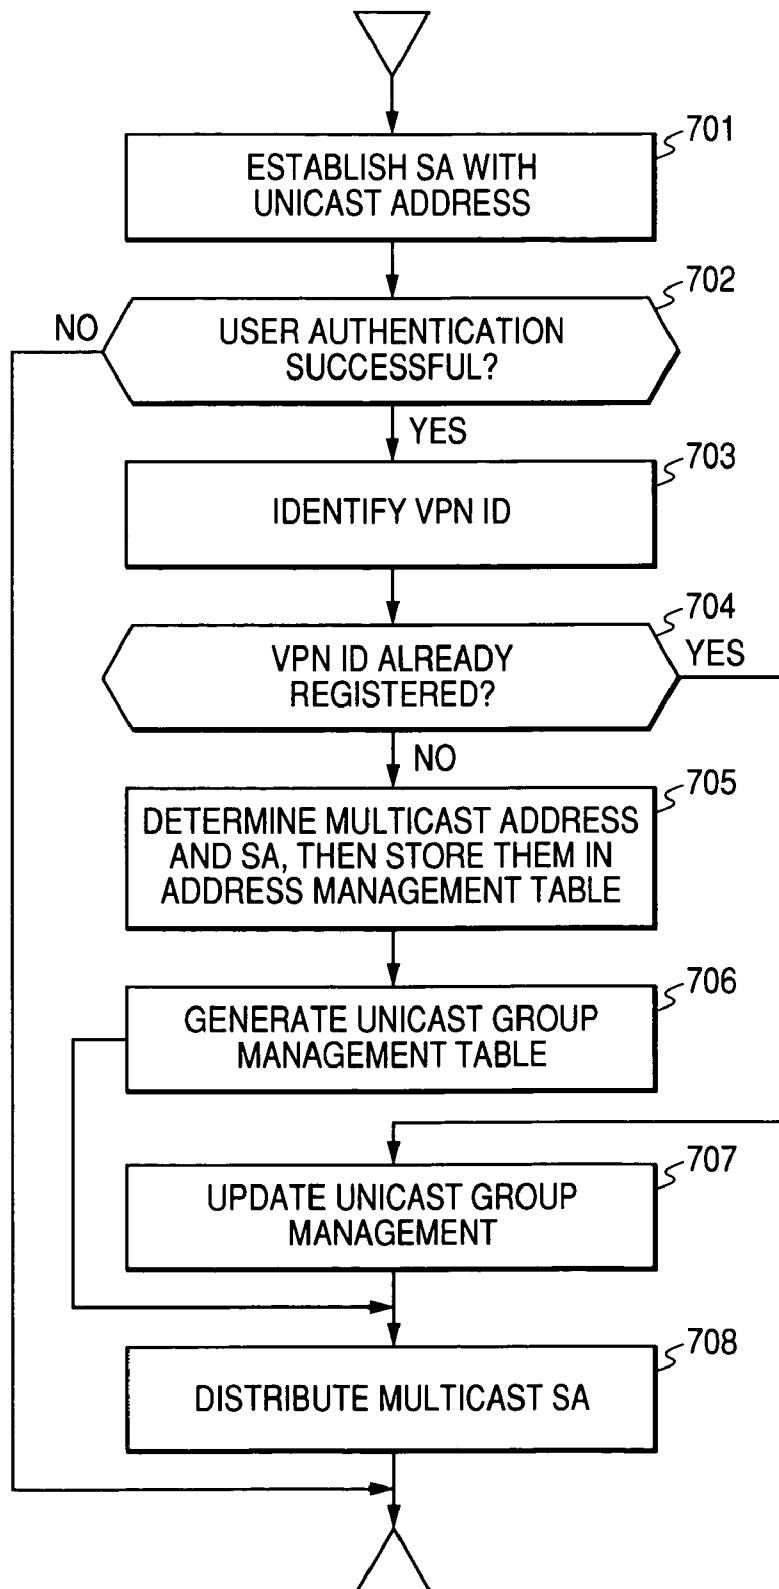 701
ESTABLISH SA WITH
UNICAST ADDRESS
702
NO
USER AUTHENTICATION
SUCCESSFUL?
YES
703
IDENTIFY VPN ID
704
VPN ID ALREADY
REGISTERED?
YES
NO
705
DETERMINE MULTICAST ADDRESS
AND SA, THEN STORE THEM IN
ADDRESS MANAGEMENT TABLE
706
GENERATE UNICAST GROUP
MANAGEMENT TABLE
707
UPDATE UNICAST GROUP
MANAGEMENT
708
DISTRIBUTE MULTICAST SA